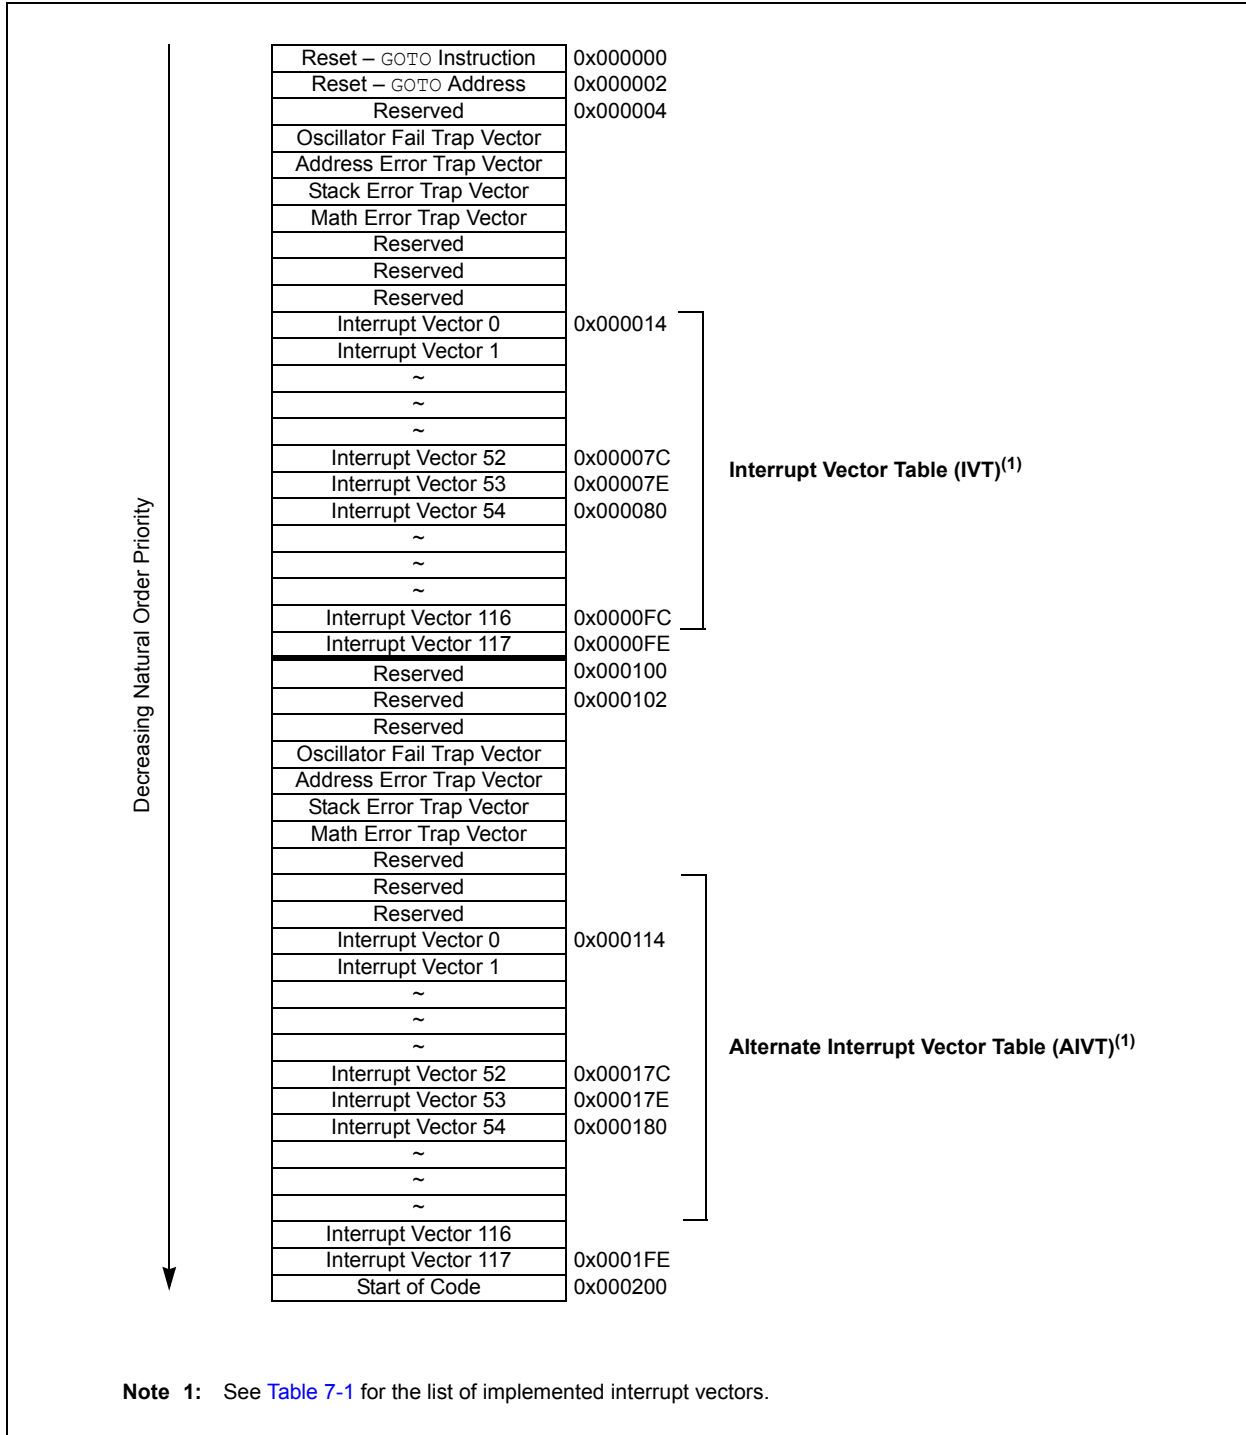 Reset – GOTO Instruction 0x000000
Reset – GOTO Address 0x000002
Reserved 0x000004
Oscillator Fail Trap Vector
Address Error Trap Vector
Stack Error Trap Vector
Math Error Trap Vector
Reserved
Reserved
Reserved
Interrupt Vector 0 0x000014
Interrupt Vector 1
~
~
~
Interrupt Vector 52 0x00007C
Interrupt Vector 53 0x00007E
Interrupt Vector 54 0x000080
~
~
~
Interrupt Vector 116 0x0000FC
Interrupt Vector 117 0x0000FE
Reserved 0x000100
Reserved 0x000102
Reserved
Oscillator Fail Trap Vector
Address Error Trap Vector
Stack Error Trap Vector
Math Error Trap Vector
Reserved
Reserved
Reserved
Interrupt Vector 0 0x000114
Interrupt Vector 1
~
~
~
Interrupt Vector 52 0x00017C
Interrupt Vector 53 0x00017E
Interrupt Vector 54 0x000180
~
~
~
Interrupt Vector 116
Interrupt Vector 117 0x0001FE
Start of Code 0x000200
Decreasing Natural Order Priority
Interrupt Vector Table (IVT)(1)
Alternate Interrupt Vector Table (AIVT)(1)
Note 1: See Table 7-1 for the list of implemented interrupt vectors.